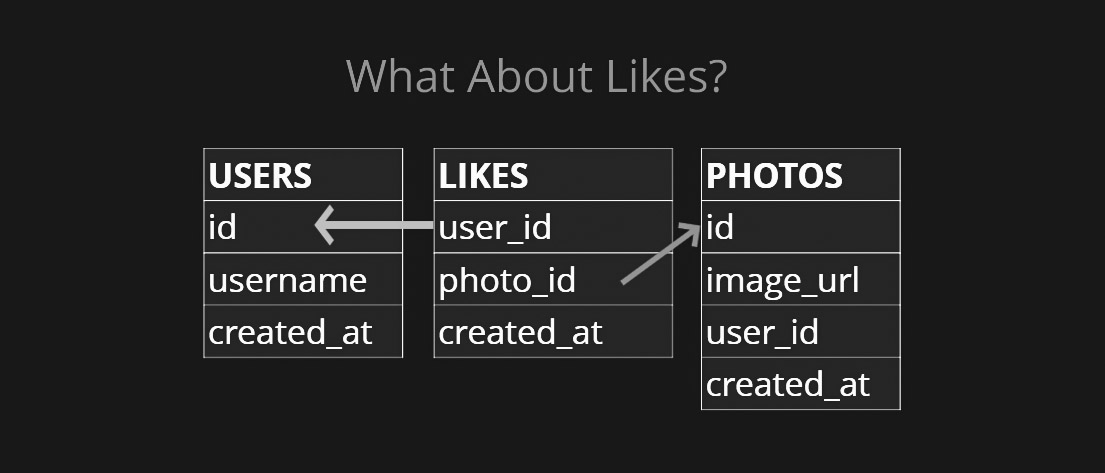 What About Likes?
USERS
id
username
created_at
LIKES
user_id
photo_id
created_at
PHOTOS
id
image_url
user_id
created_at